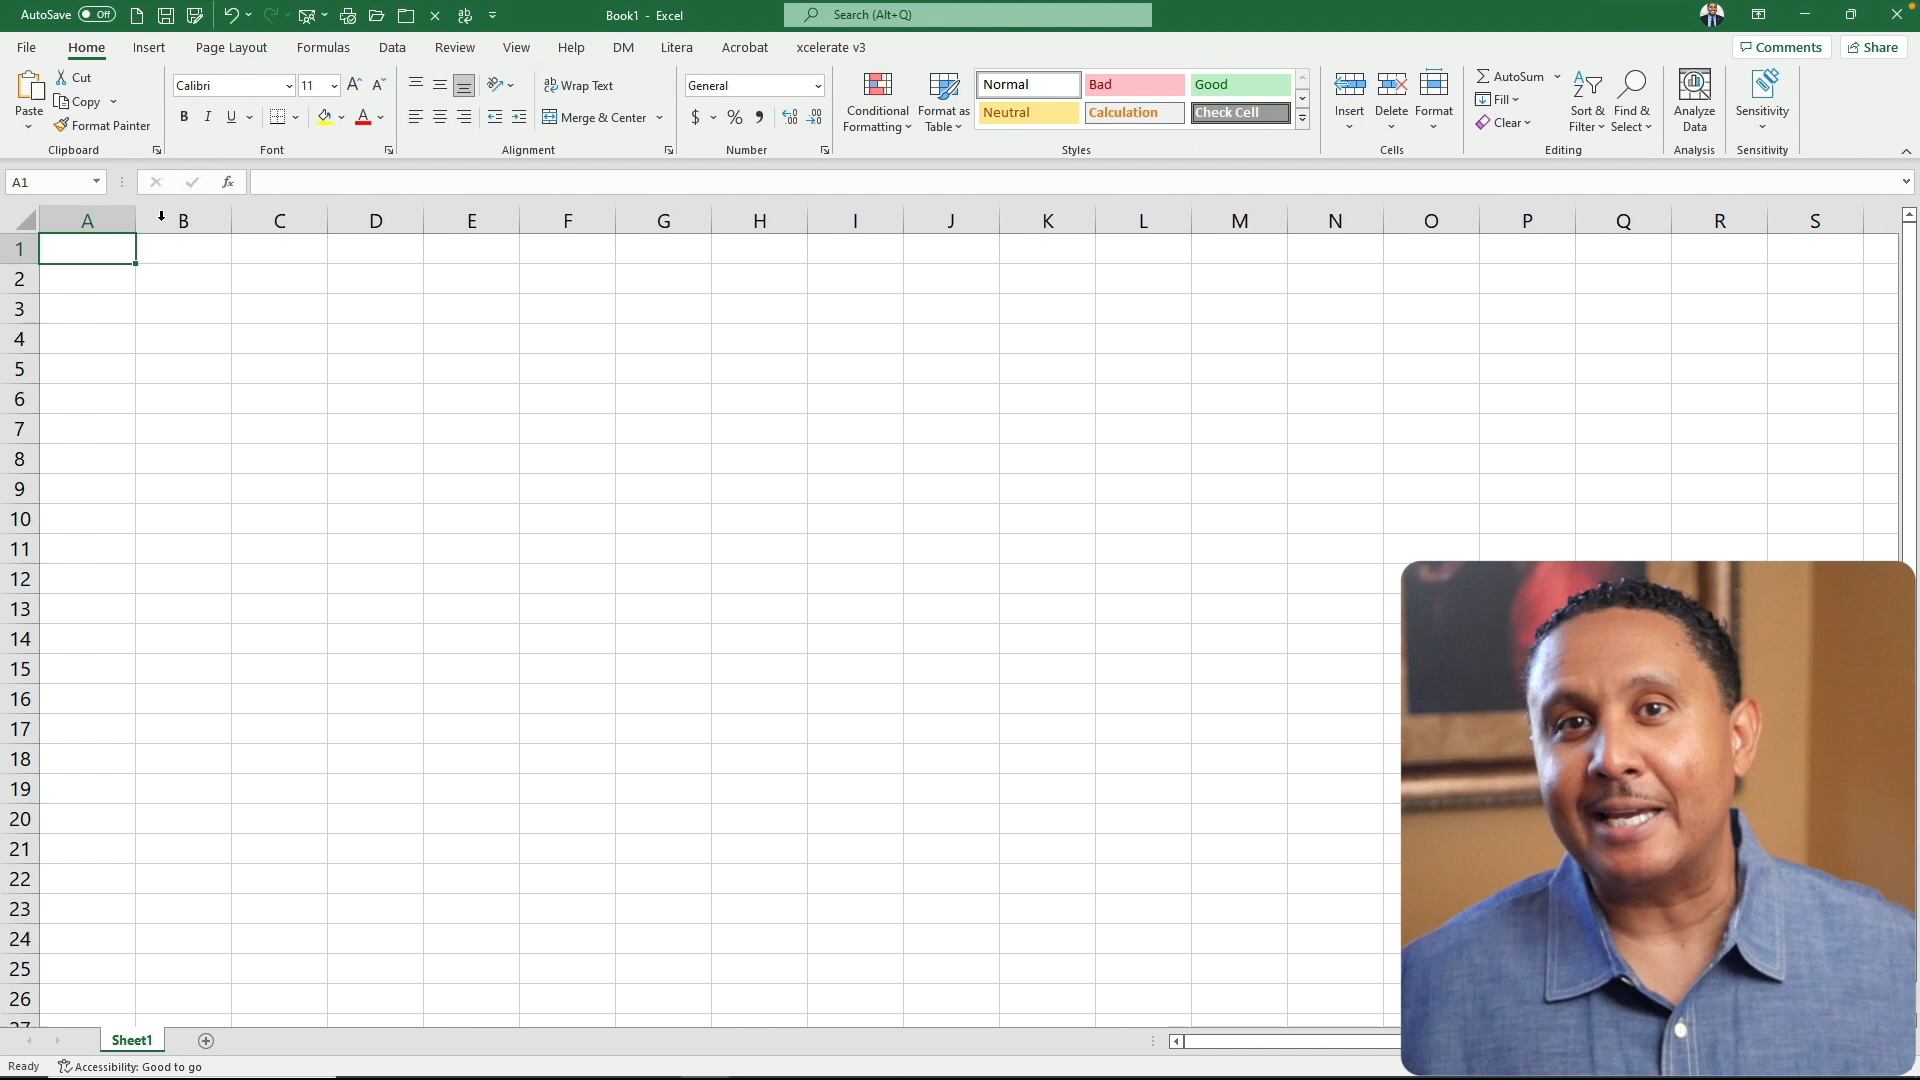 AutoSave Off Book1 - Excel Search (Alt+Q)
File Home Insert Page Layout Formulas Data Review View Help DM Litera Acrobat xcelerate v3 Comments Share
Paste Cut Copy Format Painter Clipboard
Calibri 11 B I U A Font
Wrap Text Merge & Center Alignment
General $ % Number
Conditional Formatting Format as Table
Normal Bad Good
Neutral Calculation Check Cell
Styles
Insert Delete Format Cells
AutoSum Fill Clear Sort & Filter Find & Select Editing
Analyze Data Analysis
Sensitivity Sensitivity
A1 fx
A B C D E F G H I J K L M N O P Q R S
1
2
3
4
5
6
7
8
9
10
11
12
13
14
15
16
17
18
19
20
21
22
23
24
25
26
27
Sheet1
Ready Accessibility: Good to go